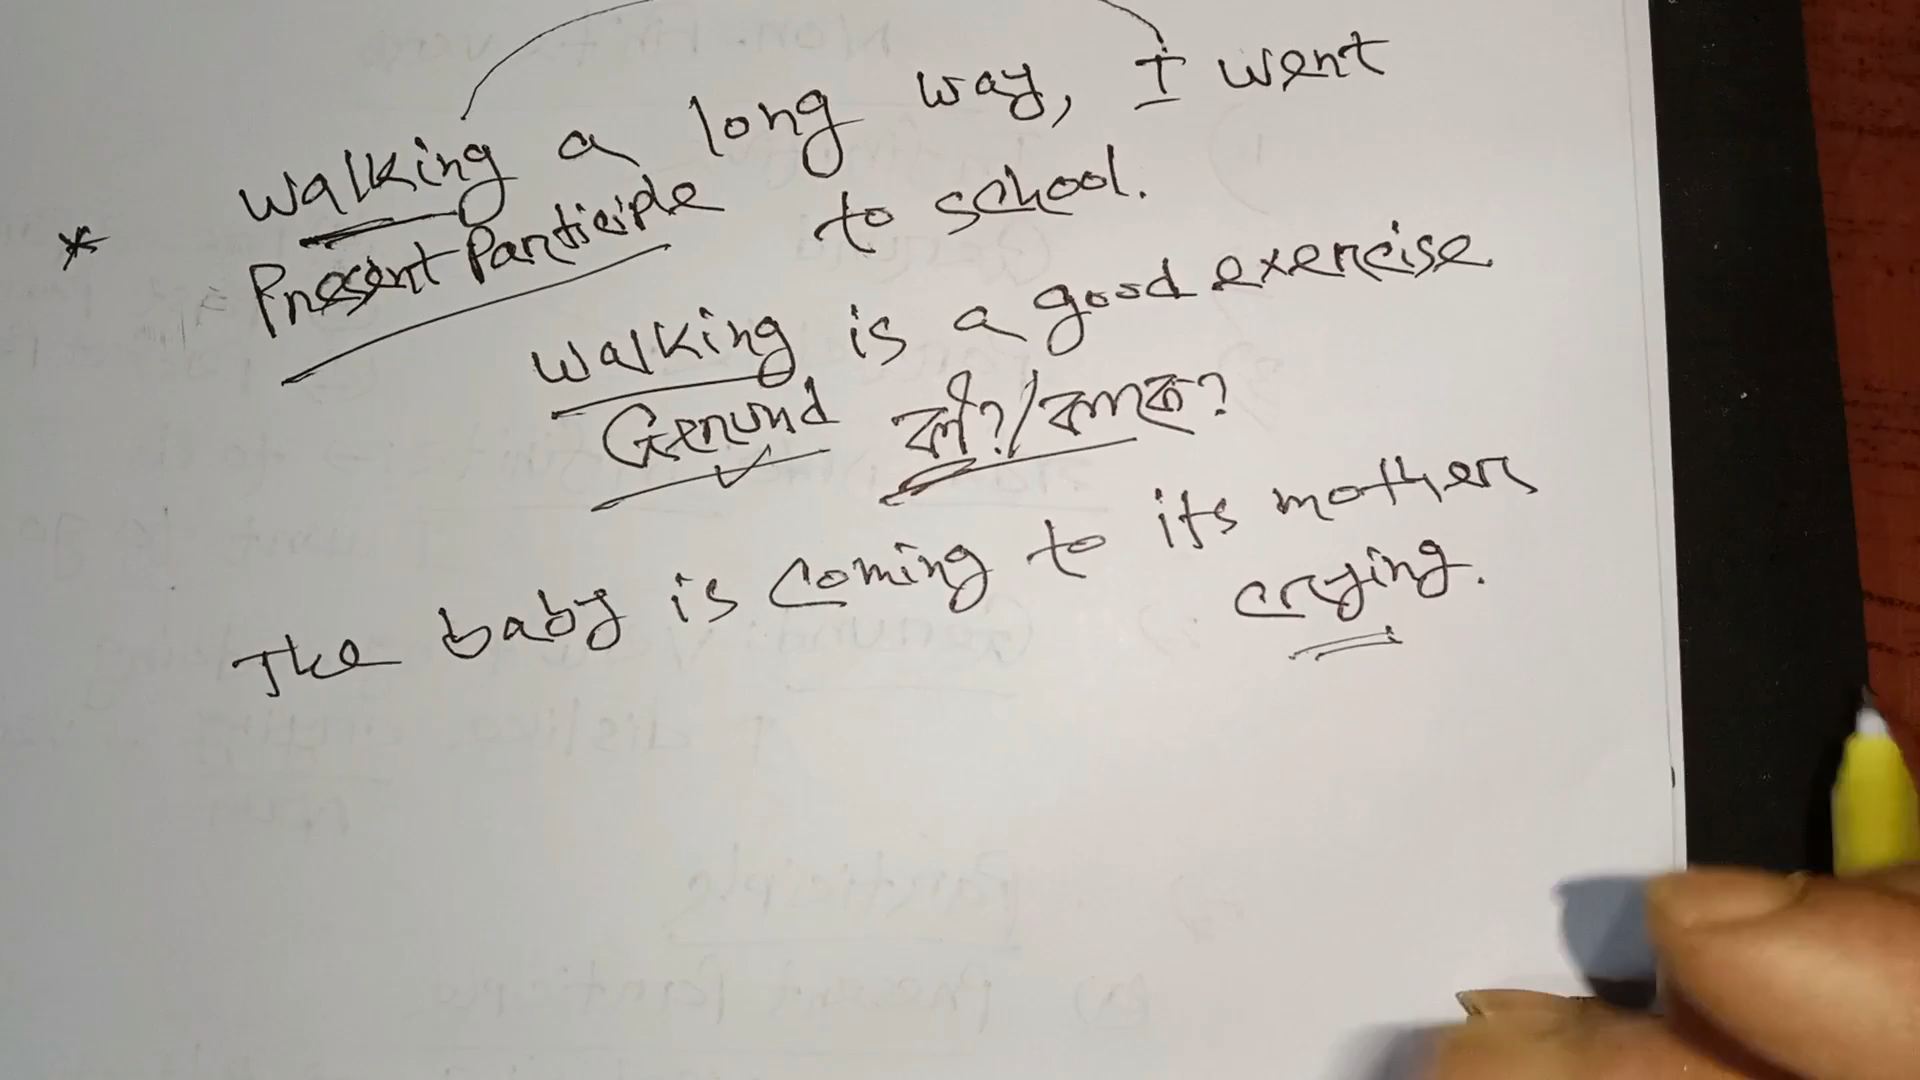 Walking a long way, I went
to school.
* Present Participle
Walking is a good exercise
Gerund কী?/কাকে?
The baby is coming to its mothers
crying.